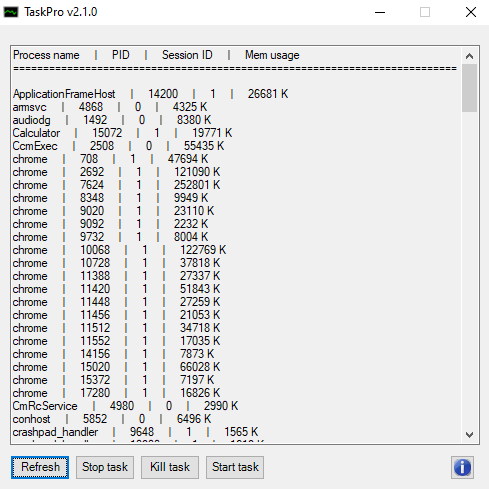 TaskPro v2.1.0
Process name | PID | Session ID | Mem usage
===========================================================================
ApplicationFrameHost | 14200 | 1 | 26681 K
armsvc | 4868 | 0 | 4325 K
audiodg | 1492 | 0 | 8380 K
Calculator | 15072 | 1 | 19771 K
CcmExec | 2508 | 0 | 55435 K
chrome | 708 | 1 | 47694 K
chrome | 2692 | 1 | 121090 K
chrome | 7624 | 1 | 252801 K
chrome | 8348 | 1 | 9949 K
chrome | 9020 | 1 | 23110 K
chrome | 9092 | 1 | 2232 K
chrome | 9732 | 1 | 8004 K
chrome | 10068 | 1 | 122769 K
chrome | 10728 | 1 | 37818 K
chrome | 11388 | 1 | 27337 K
chrome | 11420 | 1 | 51843 K
chrome | 11448 | 1 | 27259 K
chrome | 11456 | 1 | 21053 K
chrome | 11512 | 1 | 34718 K
chrome | 11552 | 1 | 17035 K
chrome | 14156 | 1 | 7873 K
chrome | 15020 | 1 | 66028 K
chrome | 15372 | 1 | 7197 K
chrome | 17280 | 1 | 16826 K
CmRcService | 4980 | 0 | 2990 K
conhost | 5852 | 0 | 6496 K
crashpad_handler | 9648 | 1 | 1565 K
Refresh Stop task Kill task Start task